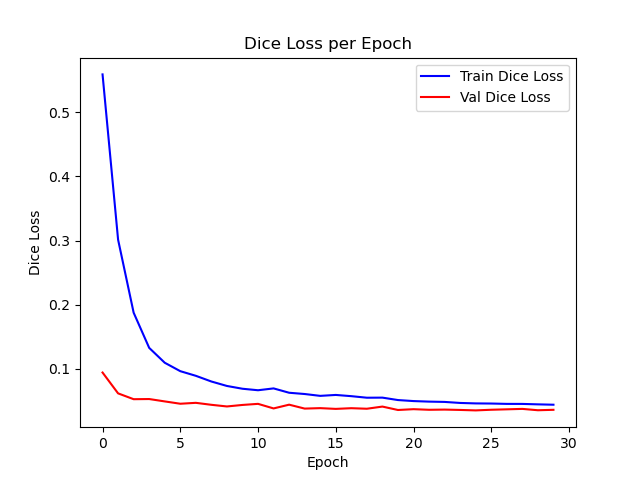 Dice Loss per Epoch
Train Dice Loss
Val Dice Loss
Dice Loss
0.5
0.4
0.3
0.2
0.1
0 5 10 15 20 25 30
Epoch